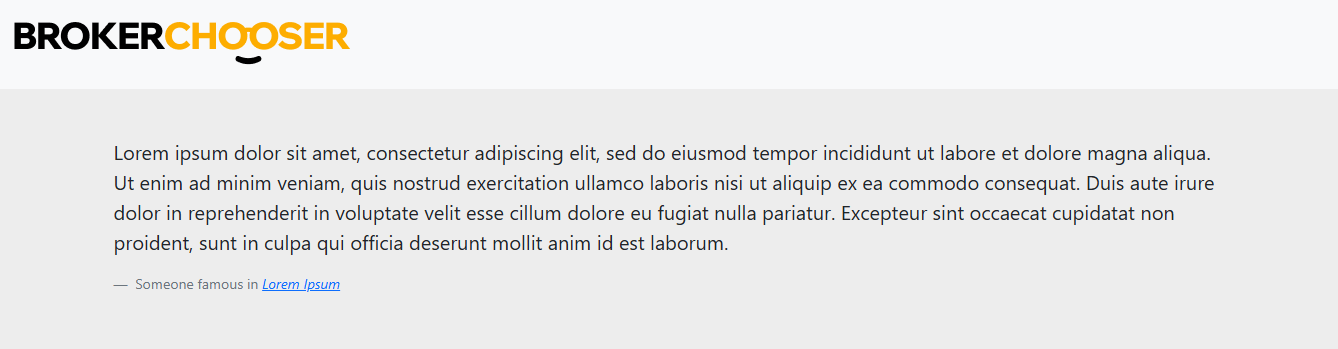 BROKERCHOOSER
Lorem ipsum dolor sit amet, consectetur adipiscing elit, sed do eiusmod tempor incididunt ut labore et dolore magna aliqua.
Ut enim ad minim veniam, quis nostrud exercitation ullamco laboris nisi ut aliquip ex ea commodo consequat. Duis aute irure
dolor in reprehenderit in voluptate velit esse cillum dolore eu fugiat nulla pariatur. Excepteur sint occaecat cupidatat non
proident, sunt in culpa qui officia deserunt mollit anim id est laborum.
— Someone famous in Lorem Ipsum